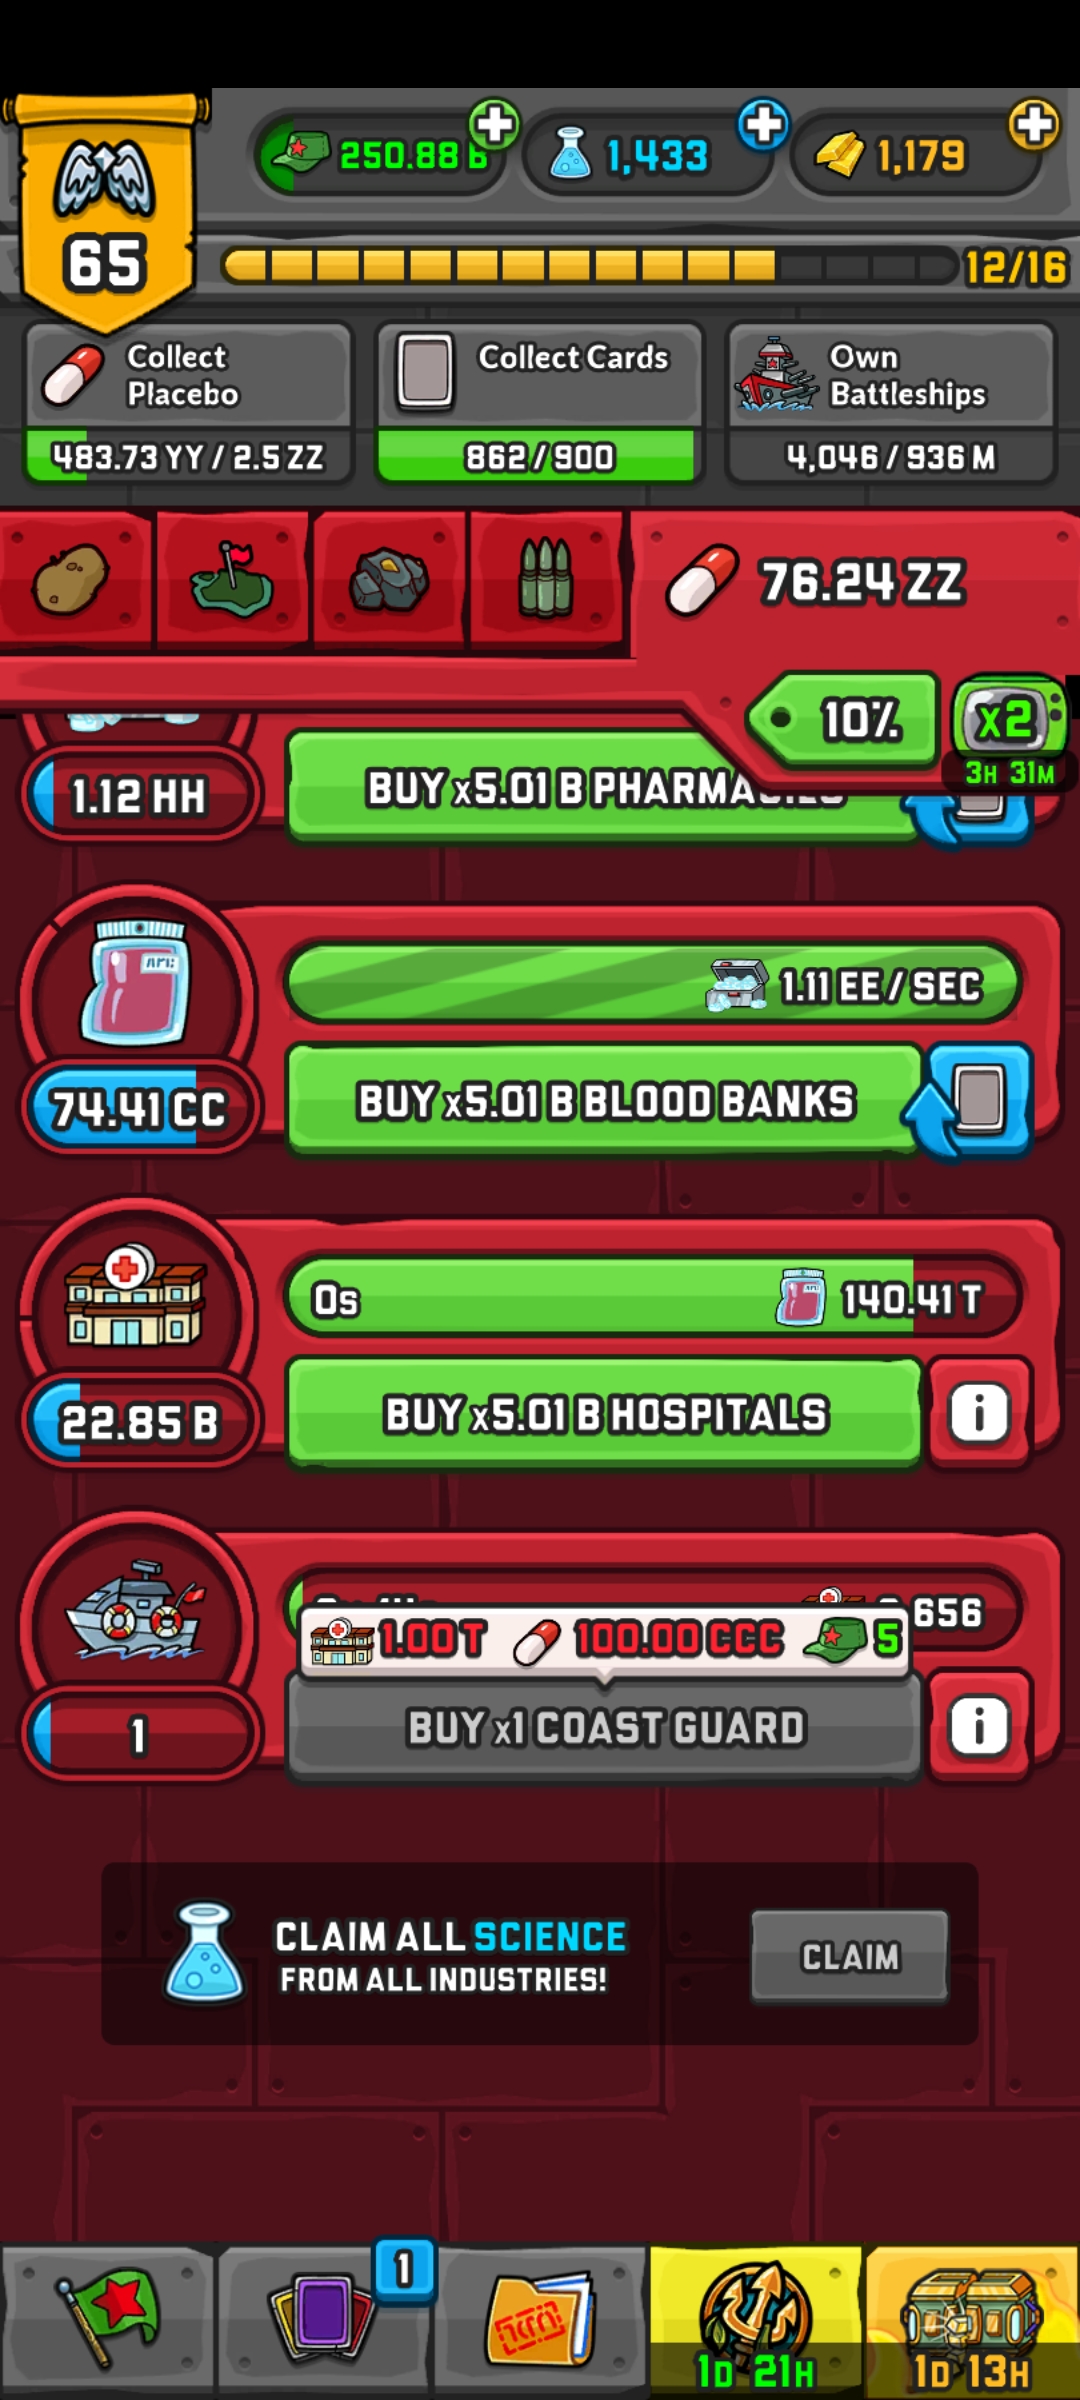 250.88 B
1,433
1,179
65
12/16
Collect
Placebo
483.73 YY / 2.5 ZZ
Collect Cards
862/900
Own
Battleships
4,046 / 936 M
76.24 ZZ
10%
x2
3H 31M
1.12 HH
BUY x5.01 B
1.11 EE / SEC
74.41 CC
BUY x5.01 B BLOOD BANKS
0s
140.41 T
22.85 B
BUY x5.01 B HOSPITALS
i
656
1.00 T
100.00 CCC
5
1
BUY x1 COAST GUARD
i
CLAIM ALL SCIENCE
FROM ALL INDUSTRIES!
CLAIM
1
1D 21H
1D 13H